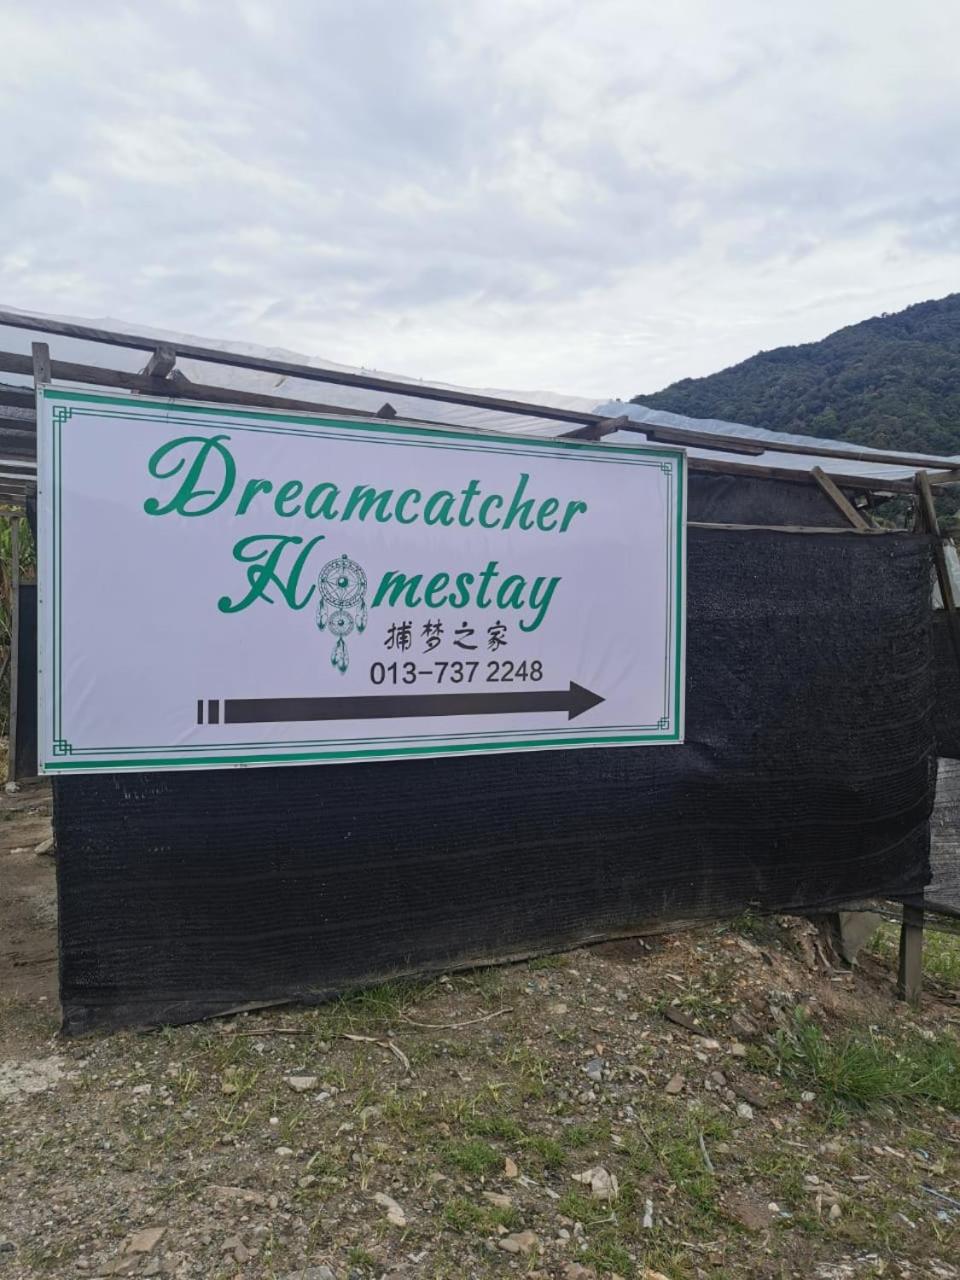 Dreamcatcher
Homestay
捕梦之家
013-737 2248